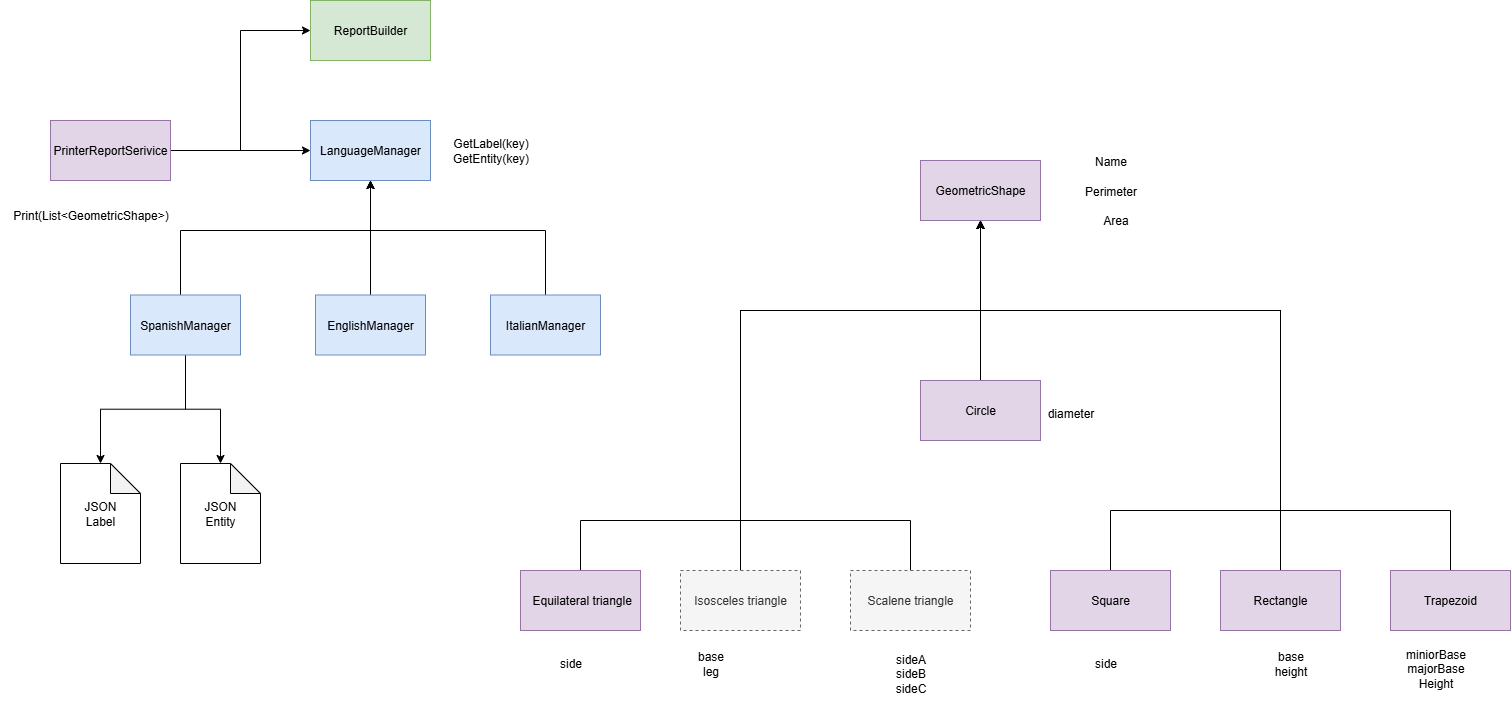 ReportBuilder
PrinterReportSerivice
LanguageManager
GetLabel(key)
GetEntity(key)
Print(List<GeometricShape>)
SpanishManager
EnglishManager
ItalianManager
JSON
Label
JSON
Entity
GeometricShape
Name
Perimeter
Area
Circle
diameter
Equilateral triangle
Isosceles triangle
Scalene triangle
Square
Rectangle
Trapezoid
side
base
leg
sideA
sideB
sideC
side
base
height
miniorBase
majorBase
Height